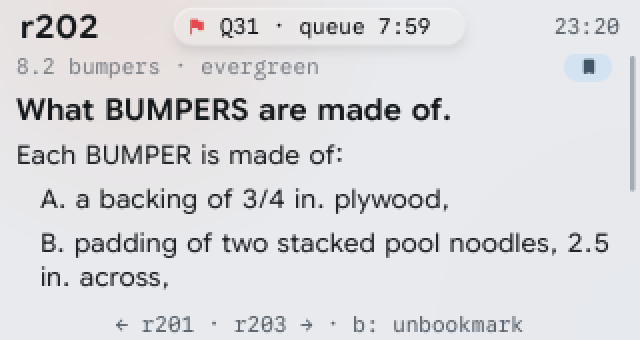 r202
Q31 · queue 7:59
23:20
8.2 bumpers · evergreen
What BUMPERS are made of.
Each BUMPER is made of:
A. a backing of 3/4 in. plywood,
B. padding of two stacked pool noodles, 2.5
in. across,
← r201 · r203 → · b: unbookmark